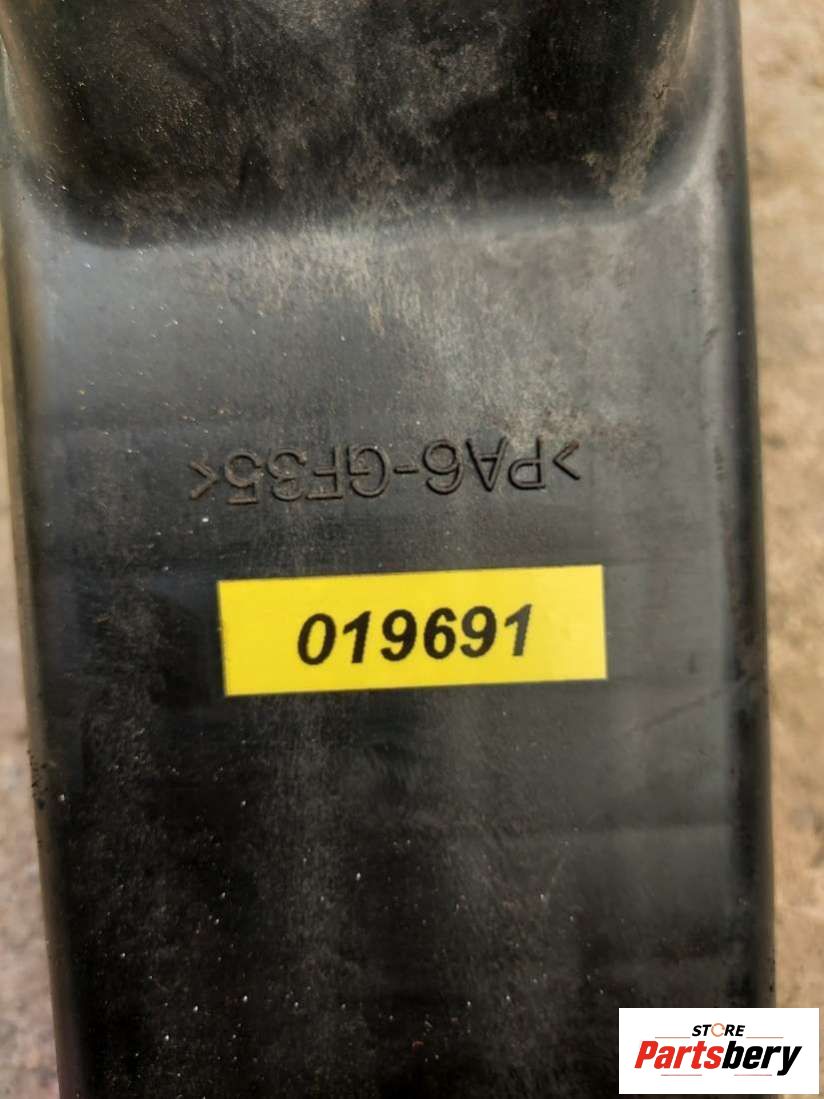 >PA6-GF35<
019691
STORE
Partsbery